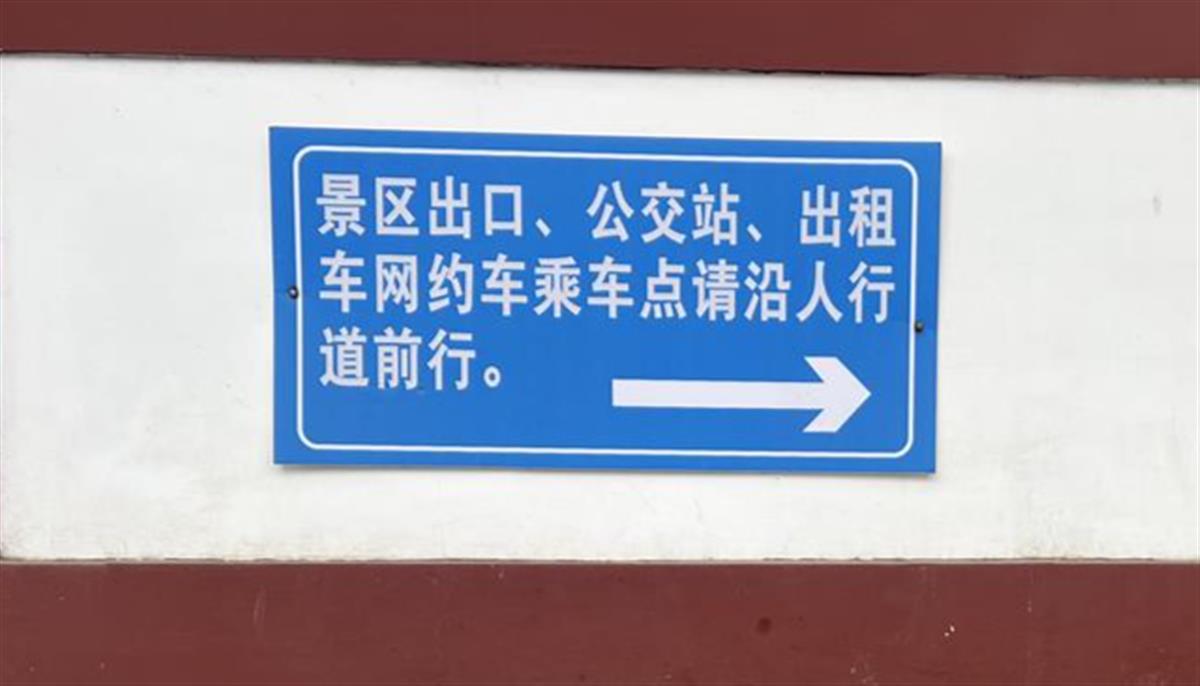 景区出口、公交站、出租
车网约车乘车点请沿人行
道前行。